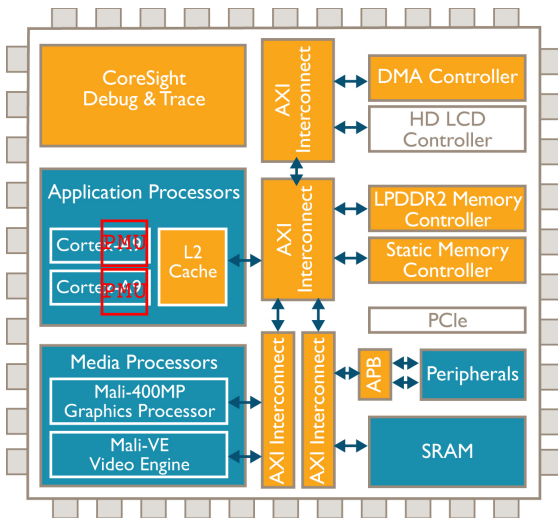 CoreSight
Debug & Trace
AXI
Interconnect
DMA Controller
HD LCD
Controller
Application Processors
Cortex-A9
PMU
Cortex-A9
PMU
L2
Cache
AXI
Interconnect
LPDDR2 Memory
Controller
Static Memory
Controller
PCIe
Media Processors
Mali-400MP
Graphics Processor
Mali-VE
Video Engine
AXI Interconnect
AXI Interconnect
APB
Peripherals
SRAM